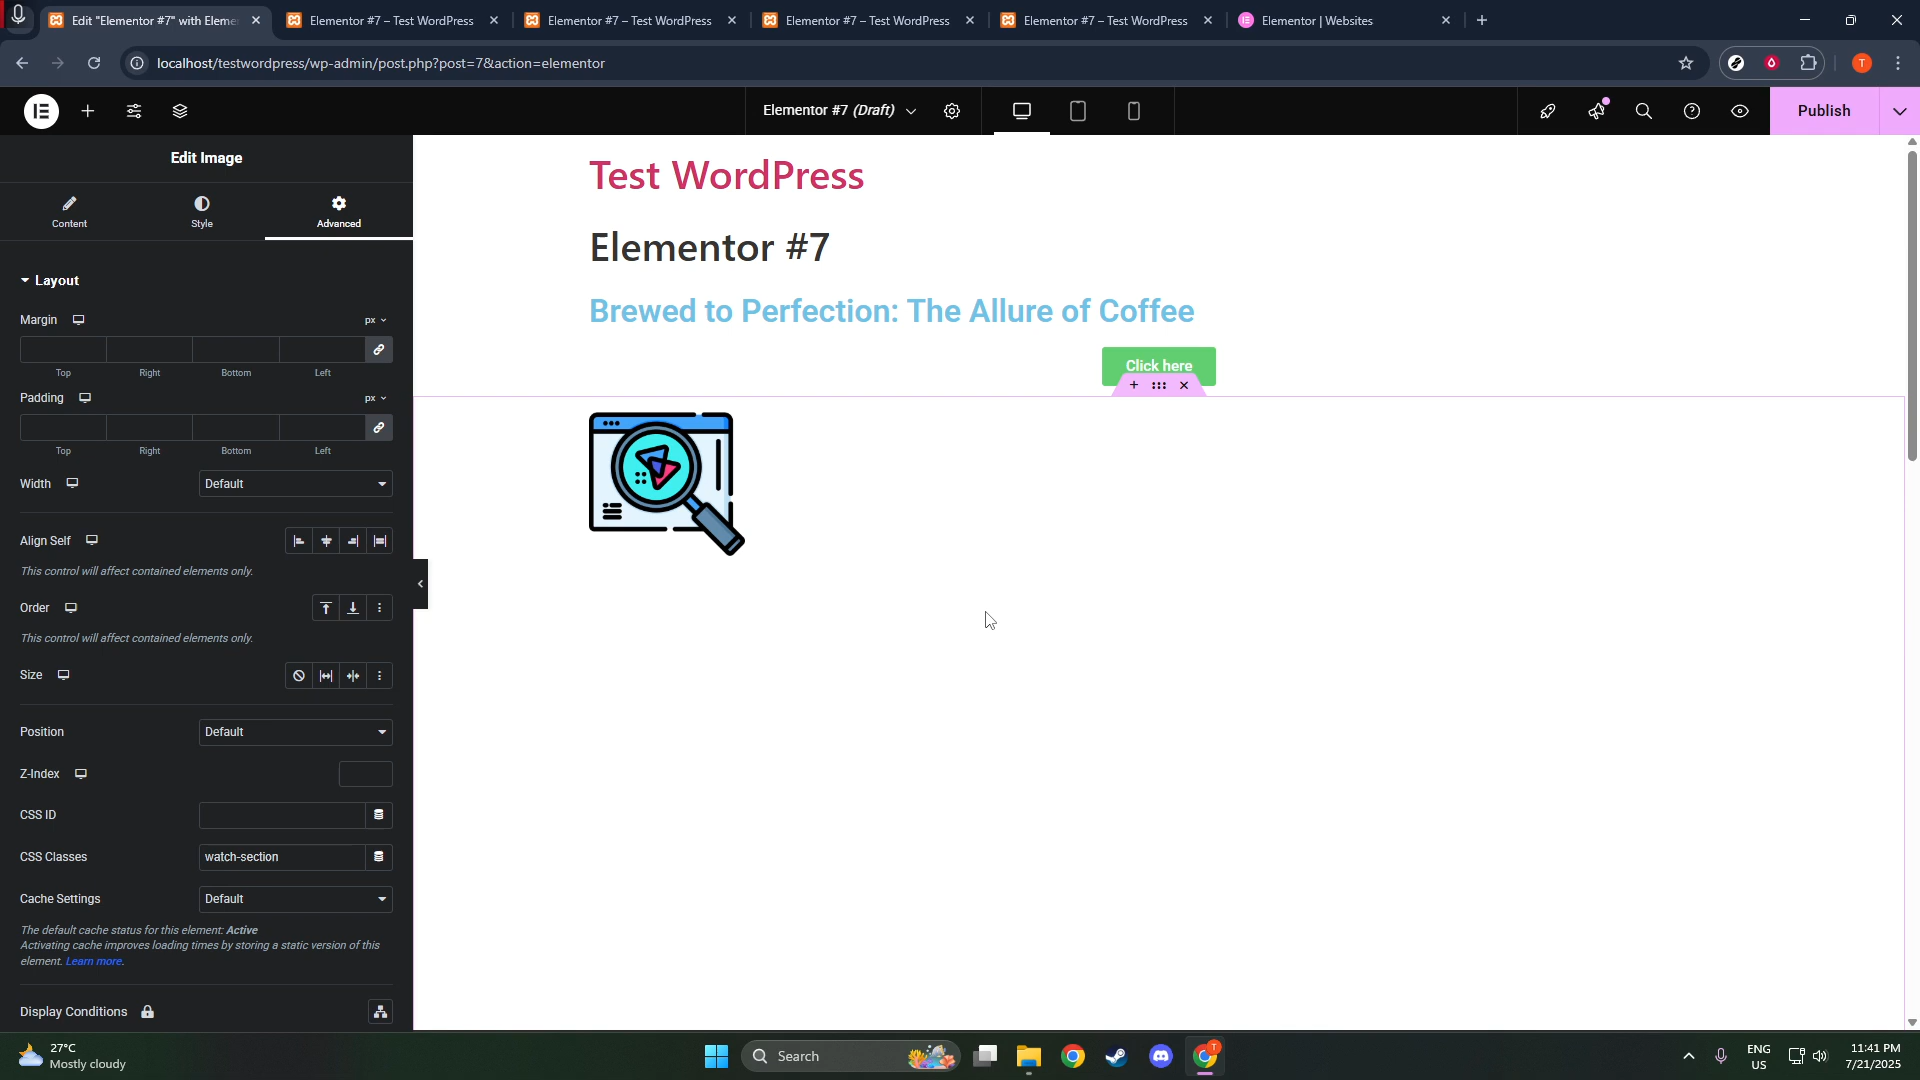 Edit "Elementor #7" with Eleme
Elementor #7 – Test WordPress
Elementor #7 – Test WordPress
Elementor #7 – Test WordPress
Elementor #7 – Test WordPress
Elementor | Websites
localhost/testwordpress/wp-admin/post.php?post=7&action=elementor
T
Elementor #7 (Draft)
Publish
Edit Image
Content
Style
Advanced
Layout
Margin
px
Top
Right
Bottom
Left
Padding
px
Top
Right
Bottom
Left
Width
Default
Align Self
This control will affect contained elements only.
Order
This control will affect contained elements only.
Size
Position
Default
Z-Index
CSS ID
CSS Classes
watch-section
Cache Settings
Default
The default cache status for this element: Active
Activating cache improves loading times by storing a static version of this
element. Learn more.
Display Conditions
Test WordPress
Elementor #7
Brewed to Perfection: The Allure of Coffee
Click here
27°C
Mostly cloudy
Search
T
ENG
US
11:41 PM
7/21/2025